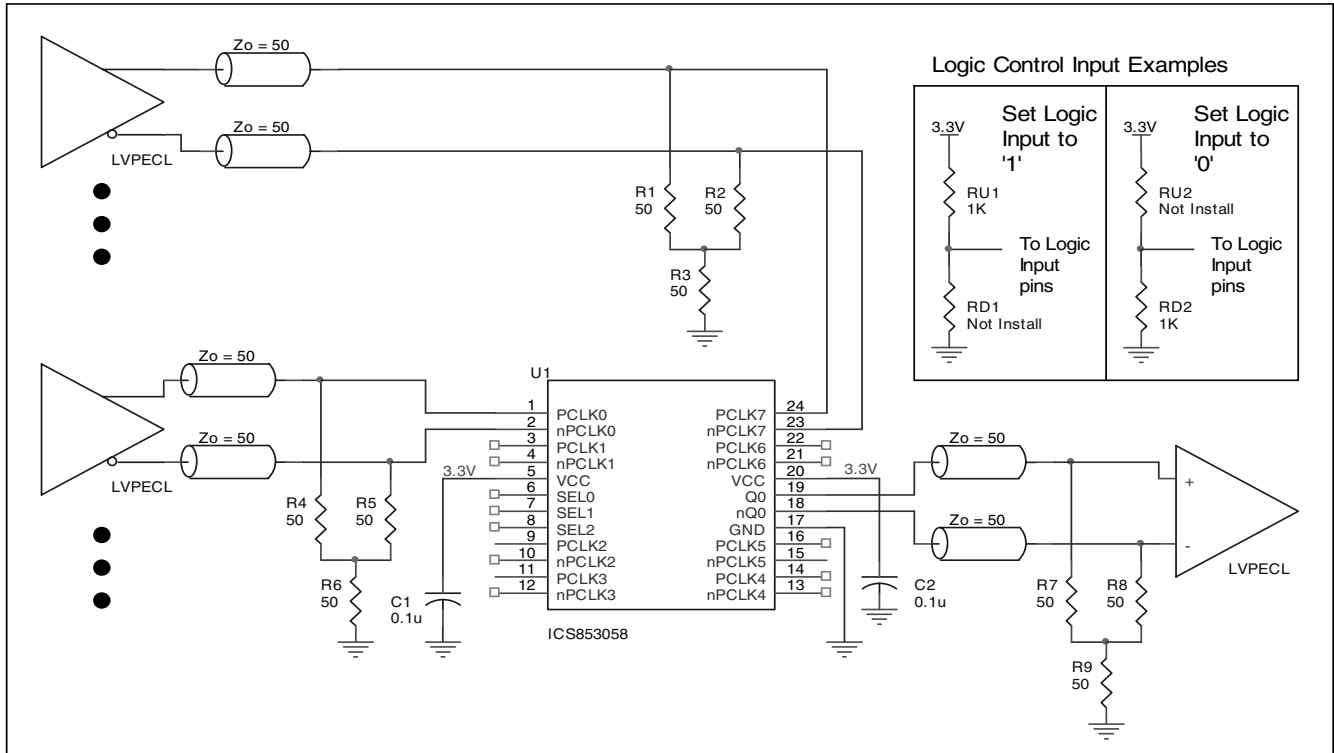 Zo = 50
Zo = 50
LVPECL
R1
50
R2
50
R3
50
Logic Control Input Examples
3.3V
Set Logic
Input to
'1'
RU1
1K
To Logic
Input
pins
RD1
Not Install
3.3V
Set Logic
Input to
'0'
RU2
Not Install
To Logic
Input
pins
RD2
1K
Zo = 50
Zo = 50
LVPECL
R4
50
R5
50
R6
50
3.3V
C1
0.1u
U1
1 PCLK0
2 nPCLK0
3 PCLK1
4 nPCLK1
5 VCC
6 SEL0
7 SEL1
8 SEL2
9 PCLK2
10 nPCLK2
11 PCLK3
12 nPCLK3
PCLK7 24
nPCLK7 23
PCLK6 22
nPCLK6 21
VCC 20
Q0 19
nQ0 18
GND 17
PCLK5 16
nPCLK5 15
PCLK4 14
nPCLK4 13
ICS853058
3.3V
C2
0.1u
Zo = 50
Zo = 50
+
-
LVPECL
R7
50
R8
50
R9
50